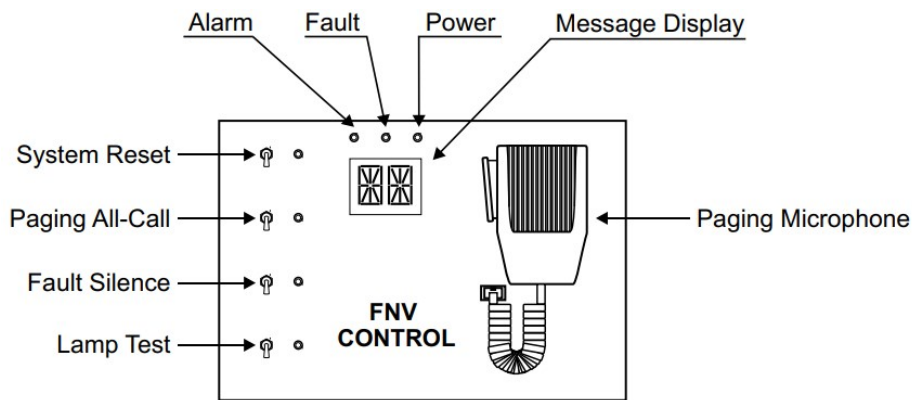 Alarm Fault Power Message Display
System Reset
Paging All-Call
Paging Microphone
Fault Silence
Lamp Test
FNV
CONTROL